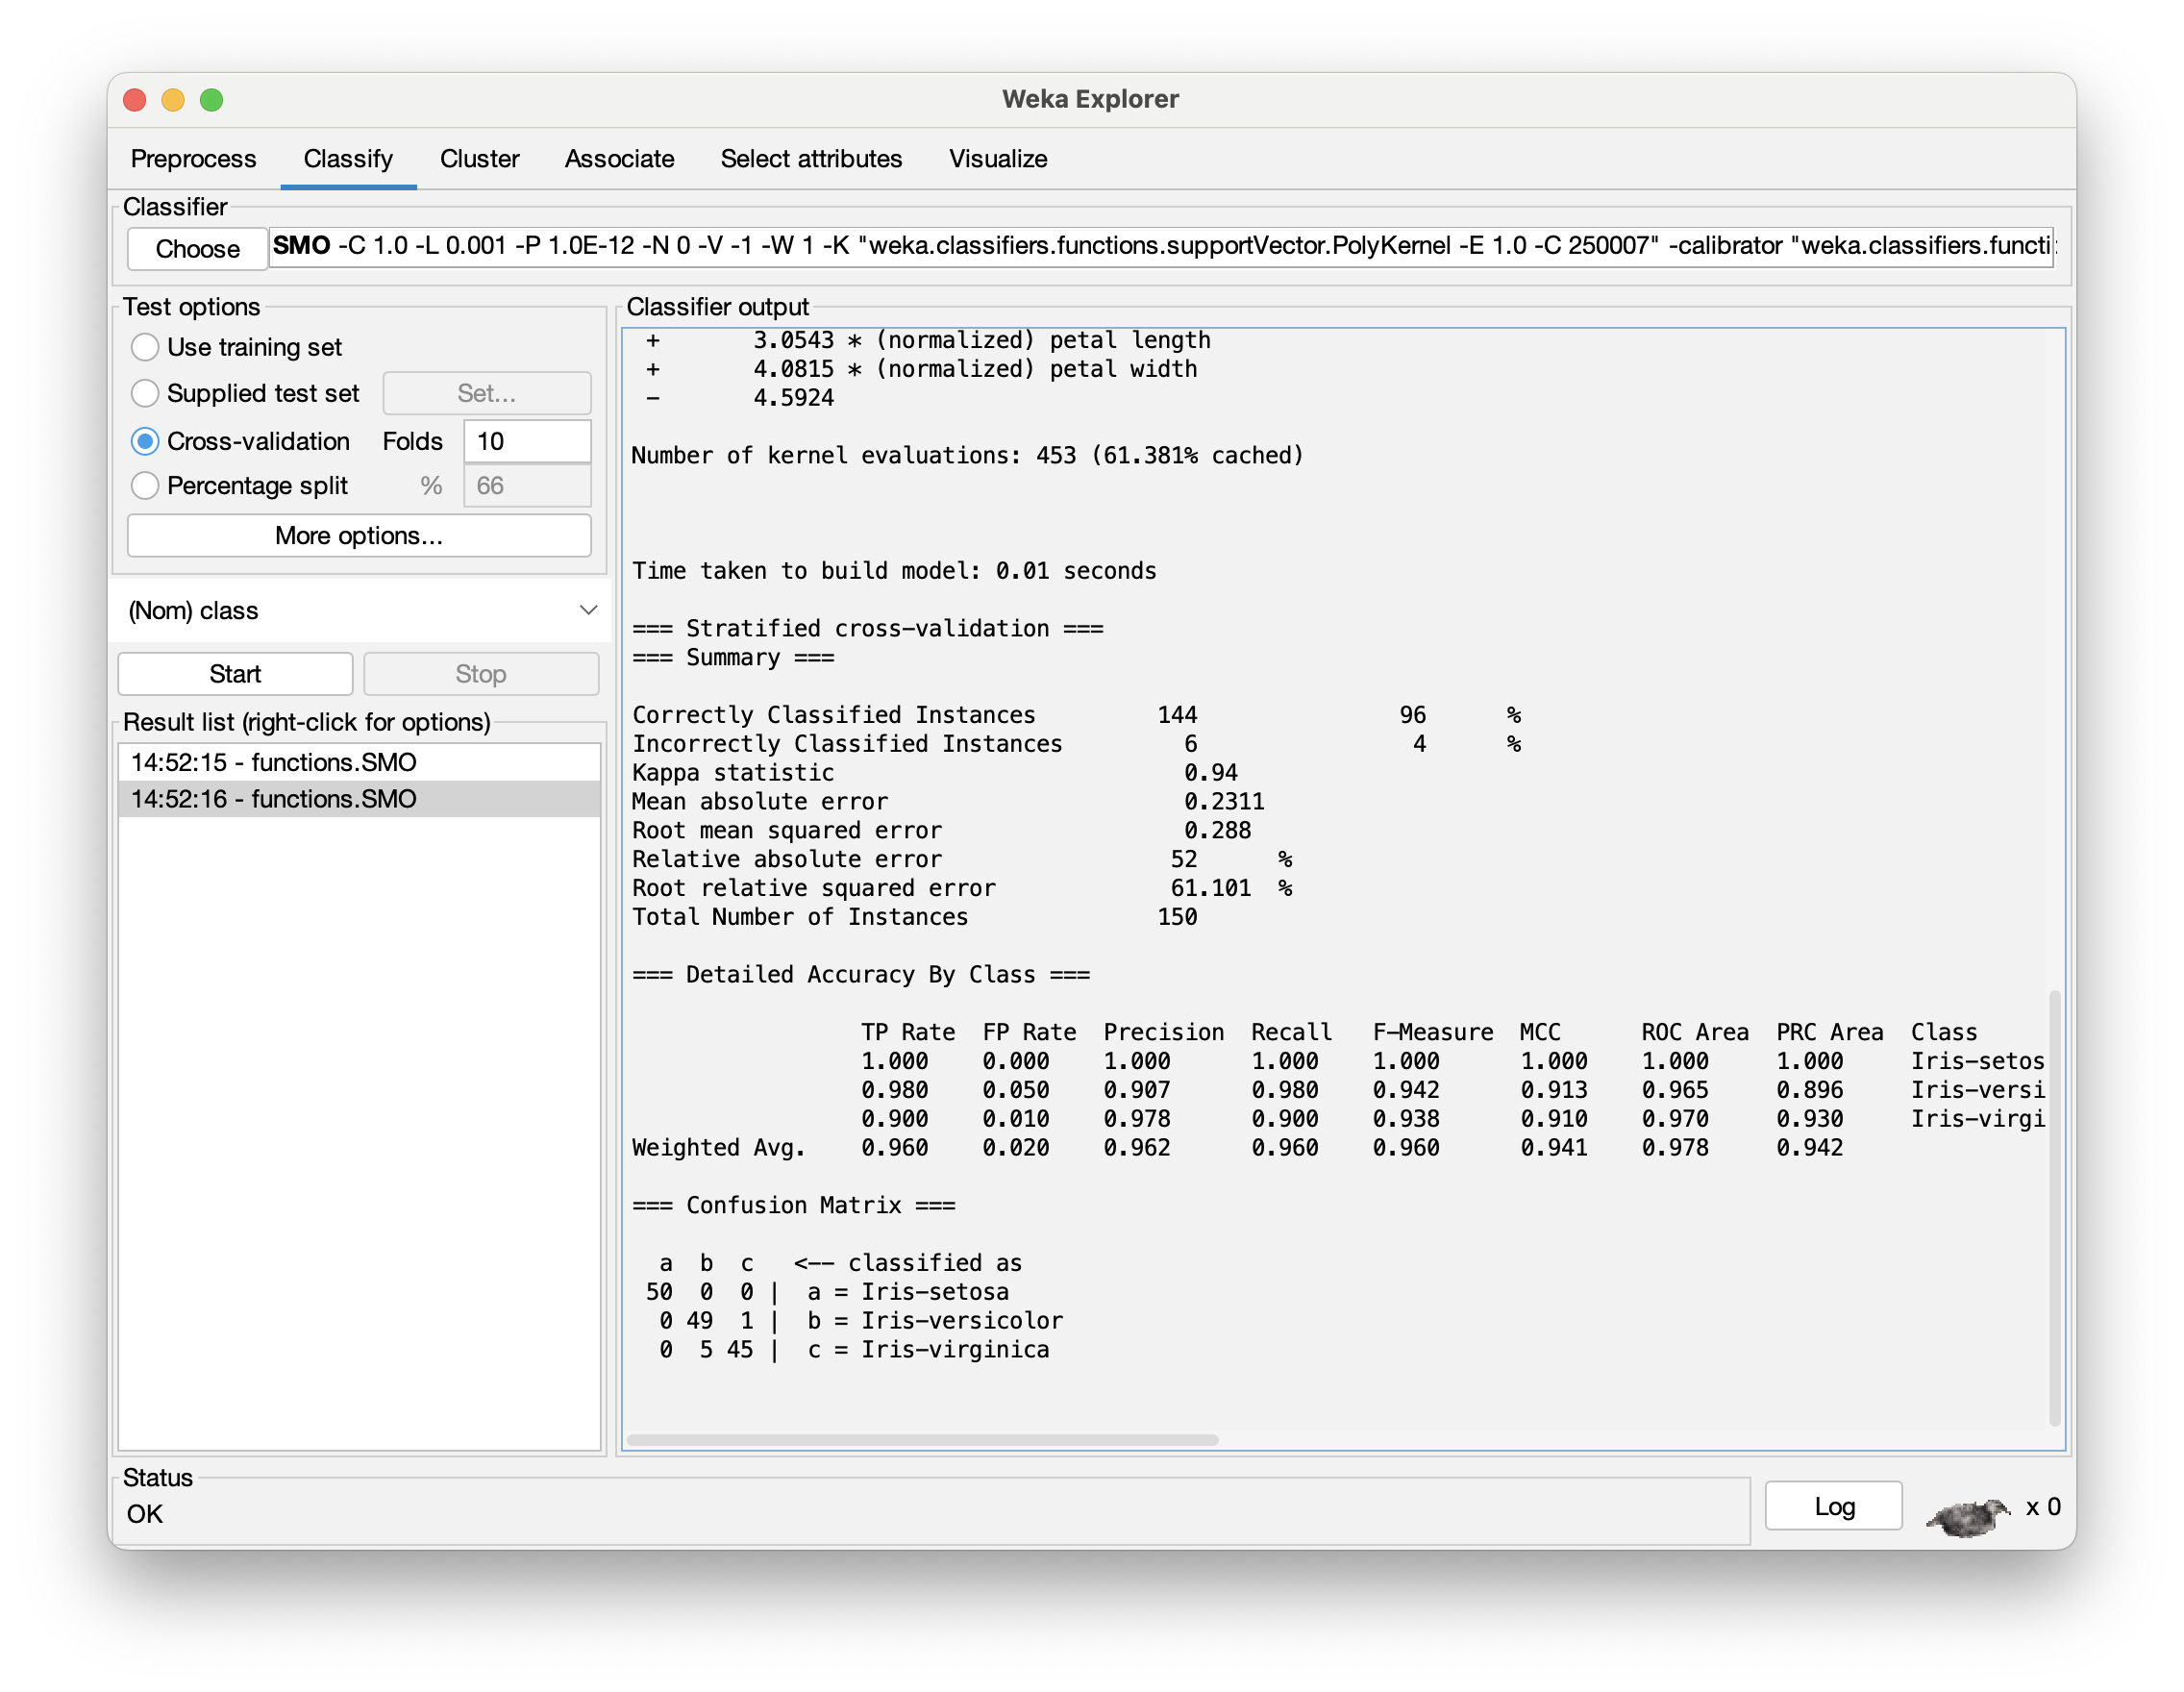 Weka Explorer
Preprocess Classify Cluster Associate Select attributes Visualize
Classifier
Choose SMO -C 1.0 -L 0.001 -P 1.0E-12 -N 0 -V -1 -W 1 -K "weka.classifiers.functions.supportVector.PolyKernel -E 1.0 -C 250007" -calibrator "weka.classifiers.functi
Test options
Use training set
Supplied test set Set...
Cross-validation Folds 10
Percentage split % 66
More options...
(Nom) class
Start Stop
Result list (right-click for options)
14:52:15 - functions.SMO
14:52:16 - functions.SMO
Classifier output
+ 3.0543 * (normalized) petal length
+ 4.0815 * (normalized) petal width
- 4.5924
Number of kernel evaluations: 453 (61.381% cached)
Time taken to build model: 0.01 seconds
=== Stratified cross-validation ===
=== Summary ===
Correctly Classified Instances 144 96 %
Incorrectly Classified Instances 6 4 %
Kappa statistic 0.94
Mean absolute error 0.2311
Root mean squared error 0.288
Relative absolute error 52 %
Root relative squared error 61.101 %
Total Number of Instances 150
=== Detailed Accuracy By Class ===
TP Rate FP Rate Precision Recall F-Measure MCC ROC Area PRC Area Class
1.000 0.000 1.000 1.000 1.000 1.000 1.000 1.000 Iris-setos
0.980 0.050 0.907 0.980 0.942 0.913 0.965 0.896 Iris-versi
0.900 0.010 0.978 0.900 0.938 0.910 0.970 0.930 Iris-virgi
Weighted Avg. 0.960 0.020 0.962 0.960 0.960 0.941 0.978 0.942
=== Confusion Matrix ===
a b c <-- classified as
50 0 0 | a = Iris-setosa
0 49 1 | b = Iris-versicolor
0 5 45 | c = Iris-virginica
Status
OK
Log x 0